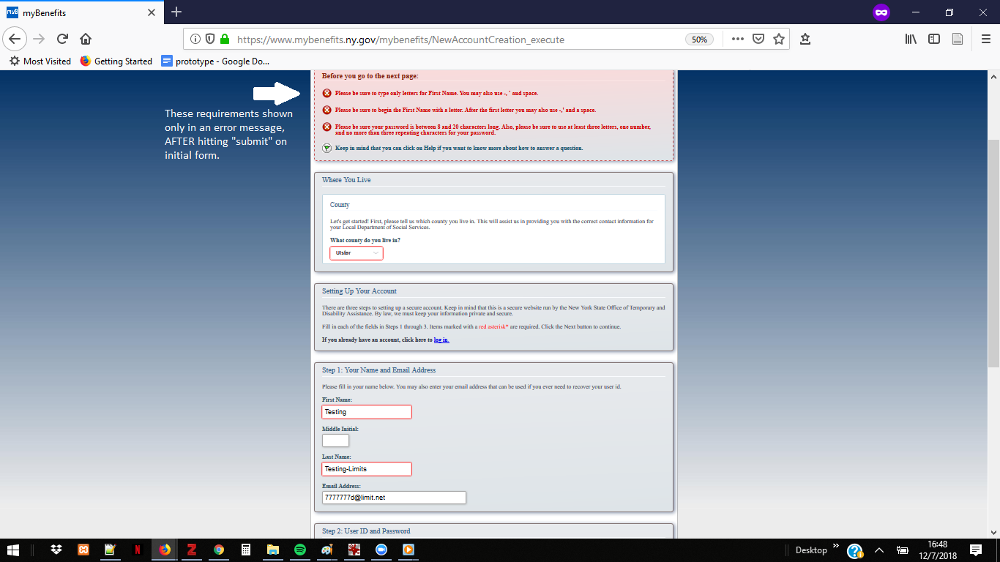 myBenefits
https://www.mybenefits.ny.gov/mybenefits/NewAccountCreation_execute
50%
Most Visited
Getting Started
prototype - Google Do...
Before you go to the next page:
Please be sure to type only letters for First Name. You may also use -, ' and space.
Please be sure to begin the First Name with a letter. After the first letter you may also use -,' and a space.
Please be sure your password is between 8 and 20 characters long. Also, please be sure to use at least three letters, one number,
and no more than three repeating characters for your password.
Keep in mind that you can click on Help if you want to know more about how to answer a question.
These requirements shown
only in an error message,
AFTER hitting "submit" on
initial form.
Where You Live
County
Let's get started! First, please tell us which county you live in. This will assist us in providing you with the correct contact information for
your Local Department of Social Services.
What county do you live in?
Ulster
Setting Up Your Account
There are three steps to setting up a secure account. Keep in mind that this is a secure website run by the New York State Office of Temporary and
Disability Assistance. By law, we must keep your information private and secure.
Fill in each of the fields in Steps 1 through 3. Items marked with a red asterisk* are required. Click the Next button to continue.
If you already have an account, click here to log in.
Step 1: Your Name and Email Address
Please fill in your name below. You may also enter your email address that can be used if you ever need to recover your user id.
First Name:
Testing
Middle Initial:
Last Name:
Testing-Limits
Email Address:
7777777d@limit.net
Step 2: User ID and Password
Desktop
16:48
12/7/2018